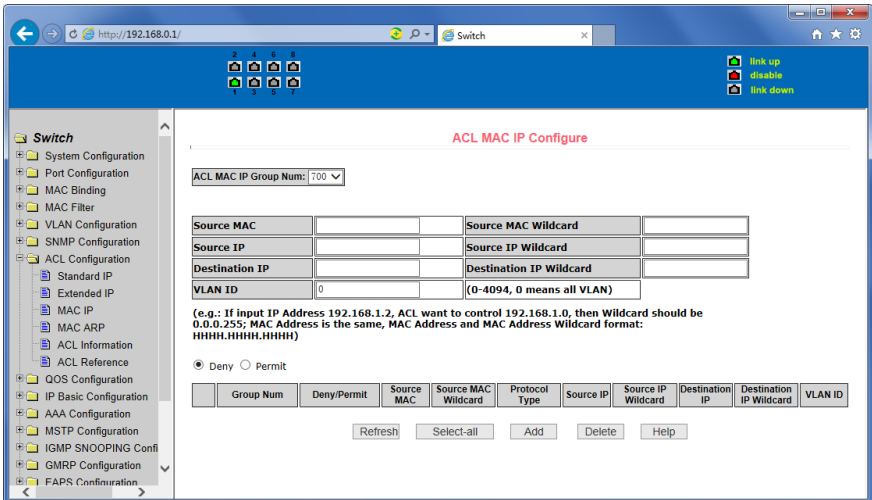 http://192.168.0.1/
Switch
2 4 6 8
1 3 5 7
link up
disable
link down
Switch
System Configuration
Port Configuration
MAC Binding
MAC Filter
VLAN Configuration
SNMP Configuration
ACL Configuration
Standard IP
Extended IP
MAC IP
MAC ARP
ACL Information
ACL Reference
QOS Configuration
IP Basic Configuration
AAA Configuration
MSTP Configuration
IGMP SNOOPING Confi
GMRP Configuration
EAPS Configuration
ACL MAC IP Configure
ACL MAC IP Group Num: 700
Source MAC Source MAC Wildcard
Source IP Source IP Wildcard
Destination IP Destination IP Wildcard
VLAN ID 0 (0-4094, 0 means all VLAN)
(e.g.: If input IP Address 192.168.1.2, ACL want to control 192.168.1.0, then Wildcard should be
0.0.0.255; MAC Address is the same, MAC Address and MAC Address Wildcard format:
HHHH.HHHH.HHHH)
Deny Permit
Group Num Deny/Permit Source MAC Source MAC Wildcard Protocol Type Source IP Source IP Wildcard Destination IP Destination IP Wildcard VLAN ID
Refresh Select-all Add Delete Help